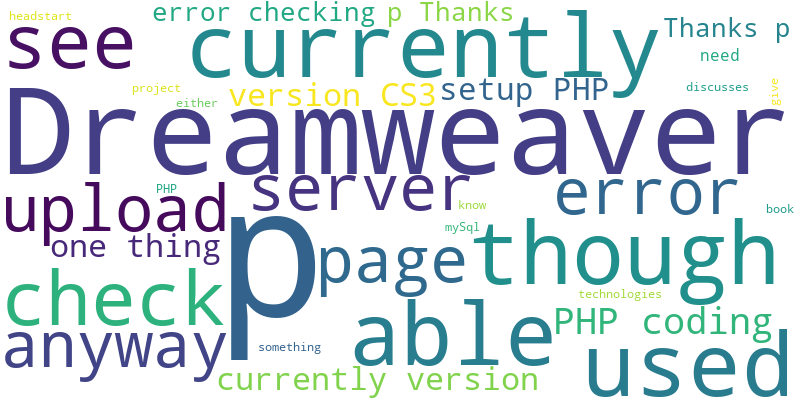 headstart
error checking
p Thanks
see
currently
Thanks p
need
project
version CS3
setup PHP
discusses
give
either
Dreamweaver
PHP
upload
server
know
error
book
one thing
mySql
p
page
though
check
technologies
able
PHP coding
anyway
something
used
currently version